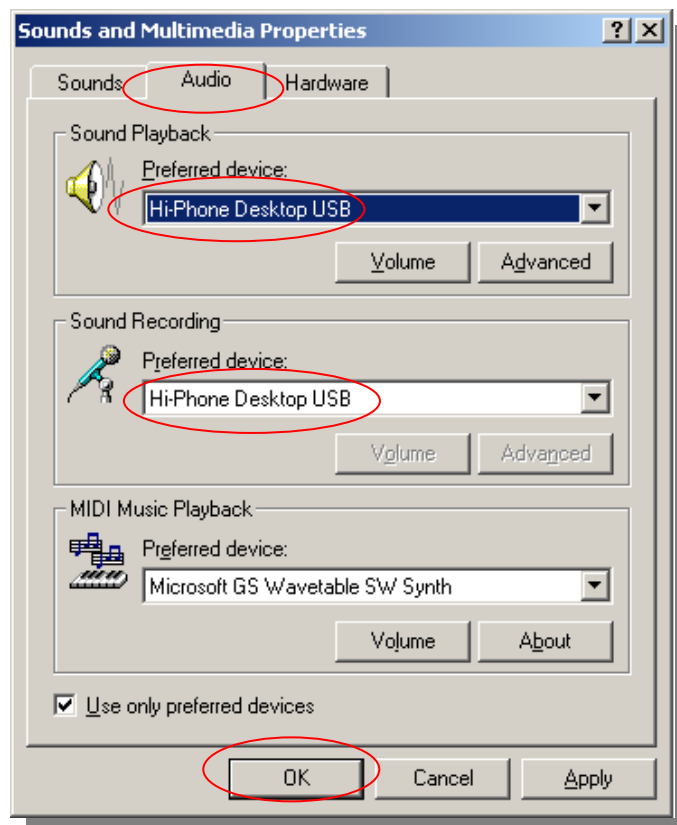 Sounds and Multimedia Properties
Sounds Audio Hardware
Sound Playback
Preferred device:
Hi-Phone Desktop USB
Volume Advanced
Sound Recording
Preferred device:
Hi-Phone Desktop USB
Volume Advanced
MIDI Music Playback
Preferred device:
Microsoft GS Wavetable SW Synth
Volume About
Use only preferred devices
OK Cancel Apply